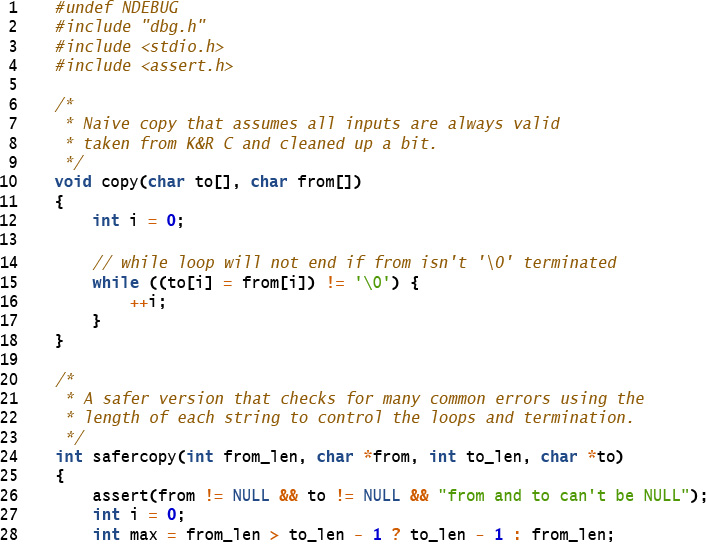 1 #undef NDEBUG
2 #include "dbg.h"
3 #include <stdio.h>
4 #include <assert.h>
5
6 /*
7  * Naive copy that assumes all inputs are always valid
8  * taken from K&R C and cleaned up a bit.
9  */
10 void copy(char to[], char from[])
11 {
12     int i = 0;
13
14     // while loop will not end if from isn't '\0' terminated
15     while ((to[i] = from[i]) != '\0') {
16         ++i;
17     }
18 }
19
20 /*
21  * A safer version that checks for many common errors using the
22  * length of each string to control the loops and termination.
23  */
24 int safercopy(int from_len, char *from, int to_len, char *to)
25 {
26     assert(from != NULL && to != NULL && "from and to can't be NULL");
27     int i = 0;
28     int max = from_len > to_len - 1 ? to_len - 1 : from_len;